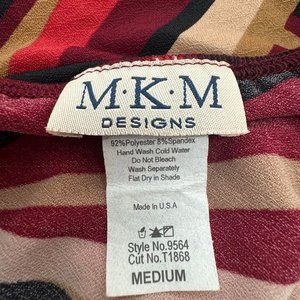 M·K·M
DESIGNS
92%Polyester 8%Spandex
Hand Wash Cold Water
Do Not Bleach
Wash Separately
Flat Dry in Shade
Made in U.S.A
Style No.9564
Cut No.T1868
MEDIUM